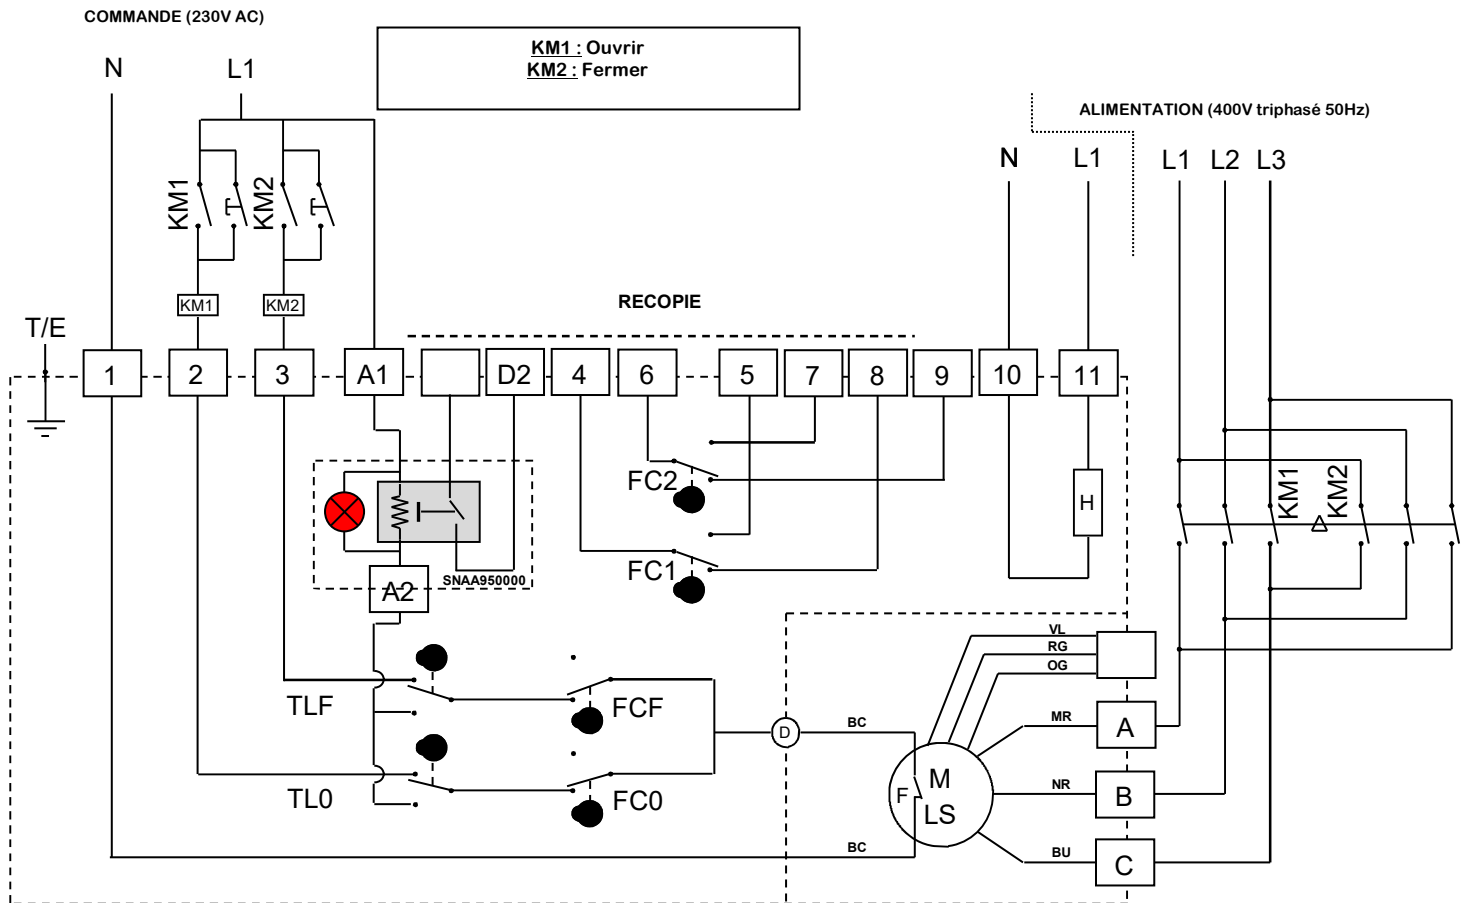 COMMANDE (230V AC)
KM1 : Ouvrir
KM2 : Fermer
N
L1
ALIMENTATION (400V triphasé 50Hz)
N
L1
L1
L2
L3
KM1
KM2
KM1
KM2
RECOPIE
T/E
1
2
3
A1
D2
4
6
5
7
8
9
10
11
FC2
H
KM1
KM2
FC1
SNAA950000
A2
VL
RG
OG
TLF
FCF
D
BC
MR
A
TL0
FC0
M
F
LS
NR
B
BC
BU
C